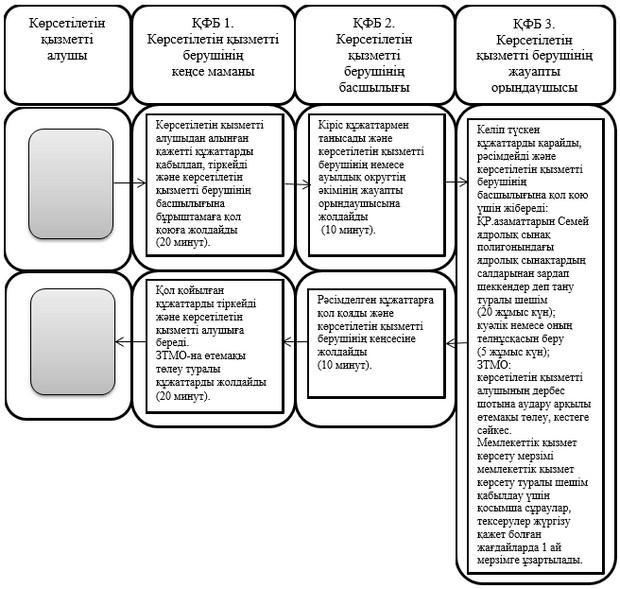 Көрсетілетін
қызметті
алушы
ҚФБ 1.
Көрсетілетін қызметті
берушінің
кеңсе маманы
ҚФБ 2.
Көрсетілетін
қызметті
берушінің
басшылығы
ҚФБ 3.
Көрсетілетін
қызметті берушінің
жауапты
орындаушысы
Көрсетілетін қызметті
алушыдан алынған
қажетті құжаттарды
қабылдап, тіркейді
және көрсетілетін
қызметті берушінің
басшылығына
бұрыштамаға қол
қоюға жолдайды
(20 минут).
Кіріс құжаттармен
танысады және
көрсетілетін қызметті
берушінің немесе
ауылдық округтің
әкімінің жауапты
орындаушысына
жолдайды
(10 минут).
Келіп түскен
құжаттарды қарайды,
рәсімдейді және
көрсетілетін қызметті
берушінің
басшылығына қол қою
үшін жібереді:
ҚР.азаматтарын Семей
ядролық сынақ
полигонындағы
ядролық сынақтардың
салдарынан зардап
шеккендер деп тану
туралы шешім
(20 жұмыс күн);
куәлік немесе оның
телнұсқасын беру
(5 жұмыс күн);
ЗТМО:
көрсетілетін қызметті
алушының дербес
шотына аудару арқылы
өтемақы төлеу, кестеге
сәйкес.
Мемлекеттік қызмет
көрсету мерзімі
мемлекеттік қызмет
көрсету туралы шешім
қабылдау үшін
қосымша сұраулар,
тексерулер жүргізу
қажет болған
жағдайларда 1 ай
мерзімге ұзартылады.
Қол қойылған
құжаттарды тіркейді
және көрсетілетін
қызметті алушыға
береді.
ЗТМО-на өтемақы
төлеу туралы
құжаттарды жолдайды
(20 минут).
Рәсімделген құжаттарға
қол қояды және
көрсетілетін қызметті
берушінің кеңсесіне
жолдайды
(10 минут).